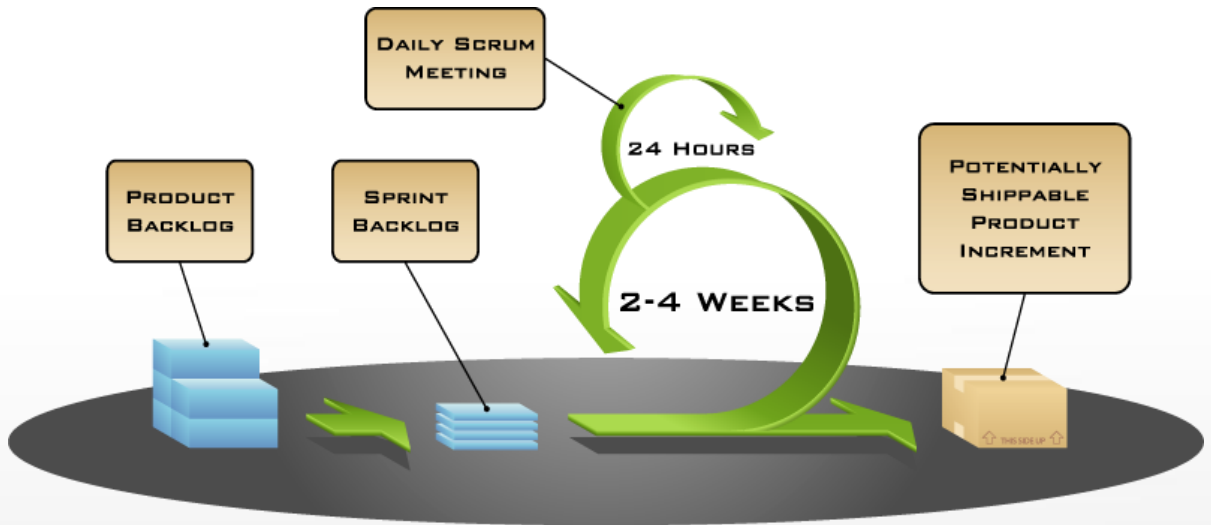 DAILY SCRUM
MEETING
24 HOURS
PRODUCT
BACKLOG
SPRINT
BACKLOG
2-4 WEEKS
POTENTIALLY
SHIPPABLE
PRODUCT
INCREMENT
THIS SIDE UP